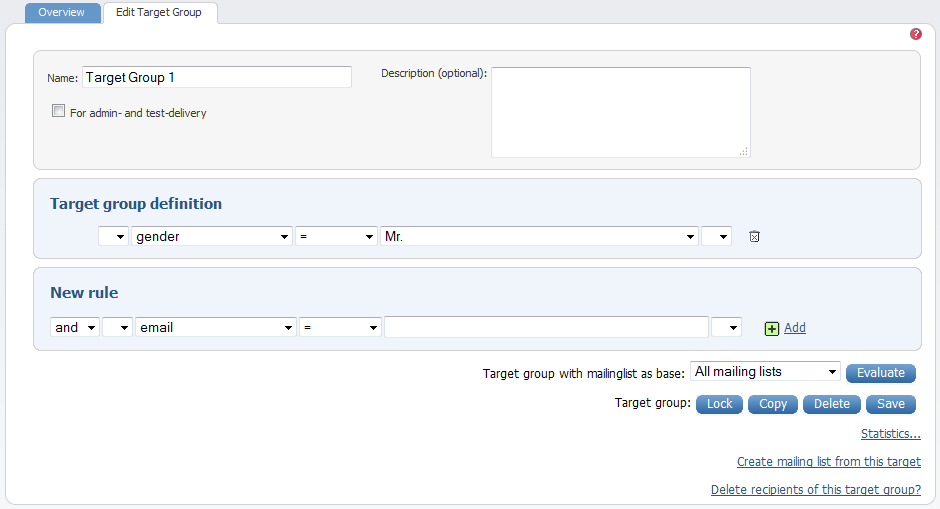 Overview Edit Target Group
?
Name: Target Group 1 Description (optional):
For admin- and test-delivery
Target group definition
gender = Mr.
New rule
and email = Add
Target group with mailinglist as base: All mailing lists Evaluate
Target group: Lock Copy Delete Save
Statistics...
Create mailing list from this target
Delete recipients of this target group?